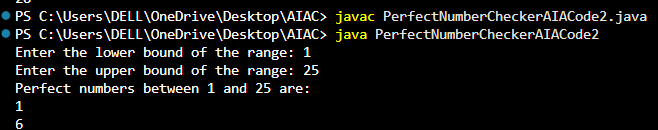 28
PS C:\Users\DELL\OneDrive\Desktop\AIAC> javac PerfectNumberCheckerAIACode2.java
PS C:\Users\DELL\OneDrive\Desktop\AIAC> java PerfectNumberCheckerAIACode2
Enter the lower bound of the range: 1
Enter the upper bound of the range: 25
Perfect numbers between 1 and 25 are:
1
6